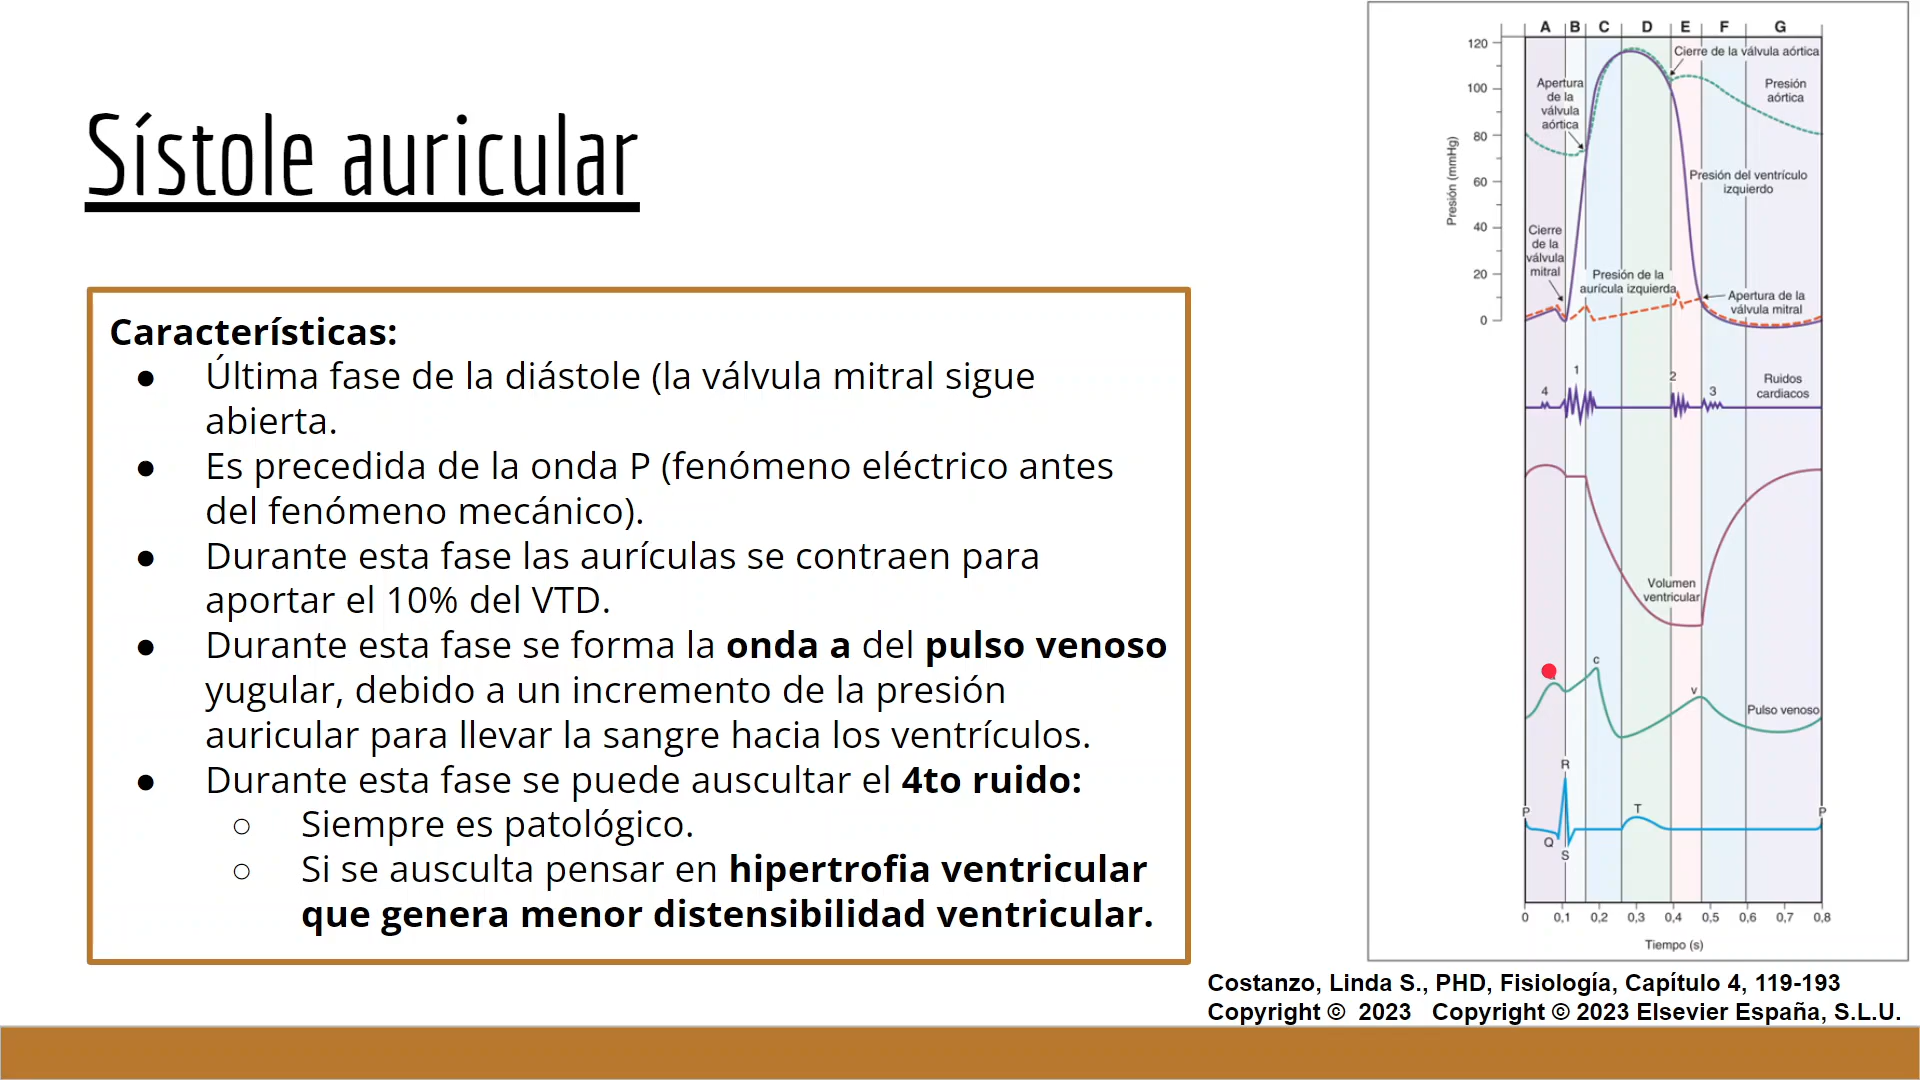 Sístole auricular
Características:
● Última fase de la diástole (la válvula mitral sigue
abierta.
● Es precedida de la onda P (fenómeno eléctrico antes
del fenómeno mecánico).
● Durante esta fase las aurículas se contraen para
aportar el 10% del VTD.
● Durante esta fase se forma la onda a del pulso venoso
yugular, debido a un incremento de la presión
auricular para llevar la sangre hacia los ventrículos.
● Durante esta fase se puede auscultar el 4to ruido:
○ Siempre es patológico.
○ Si se ausculta pensar en hipertrofia ventricular
que genera menor distensibilidad ventricular.
A B C D E F G
120
100
80
60
40
20
0
Presión (mmHg)
Cierre de la válvula aórtica
Apertura
de la
válvula
aórtica
Presión
aórtica
Presión del ventrículo
izquierdo
Cierre
de la
válvula
mitral
Presión de la
aurícula izquierda
Apertura de la
válvula mitral
4 1 2 3
Ruidos
cardiacos
Volumen
ventricular
c
v
Pulso venoso
R
P Q S T P
0 0,1 0,2 0,3 0,4 0,5 0,6 0,7 0,8
Tiempo (s)
Costanzo, Linda S., PHD, Fisiología, Capítulo 4, 119-193
Copyright © 2023 Copyright © 2023 Elsevier España, S.L.U.